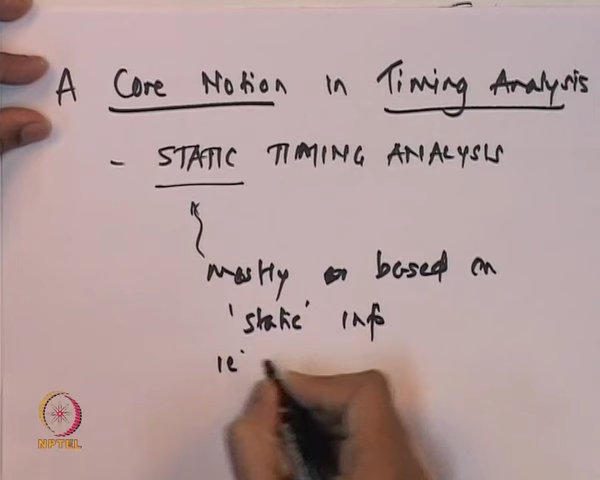 A Core Notion in Timing Analysis
- STATIC TIMING ANALYSIS
mostly based on
'static' info
ie
NPTEL